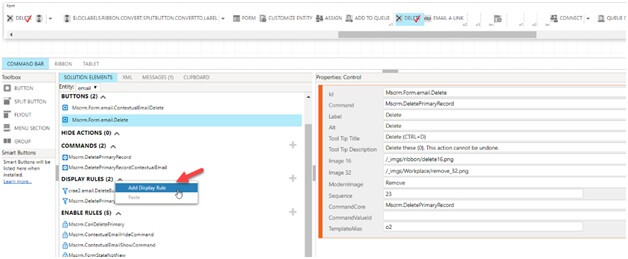 Form
DELETE
$LOCLABELS:RIBBON.CONVERT.SPLITBUTTON.CONVERTTO.LABEL
FORM
CUSTOMIZE ENTITY
ASSIGN
ADD TO QUEUE
DELETE
EMAIL A LINK
CONNECT
QUEUE
COMMAND BAR
RIBBON
TABLET
Toolbox
BUTTON
SPLIT BUTTON
FLYOUT
MENU SECTION
GROUP
Smart Buttons
Smart Buttons will be
listed here when
installed.
Learn more...
SOLUTION ELEMENTS
XML
MESSAGES (1)
CLIPBOARD
Entity: email
BUTTONS (2)
Mscrm.Form.email.ContextualEmailDelete
Mscrm.Form.email.Delete
HIDE ACTIONS (0)
COMMANDS (2)
Mscrm.DeletePrimaryRecord
Mscrm.DeletePrimaryRecordContextualEmail
DISPLAY RULES (2)
Add Display Rule
Paste
ENABLE RULES (5)
Mscrm.CanDeletePrimary
Mscrm.ContextualEmailHideCommand
Mscrm.ContextualEmailShowCommand
Mscrm.FormStateNotNew
Properties: Control
Id Mscrm.Form.email.Delete
Command Mscrm.DeletePrimaryRecord
Label Delete
Alt Delete
Tool Tip Title Delete (CTRL+D)
Tool Tip Description Delete these {0}. This action cannot be undone.
Image 16 /_imgs/ribbon/delete16.png
Image 32 /_imgs/Workplace/remove_32.png
ModernImage Remove
Sequence 23
CommandCore Mscrm.DeletePrimaryRecord
CommandValueId
TemplateAlias o2